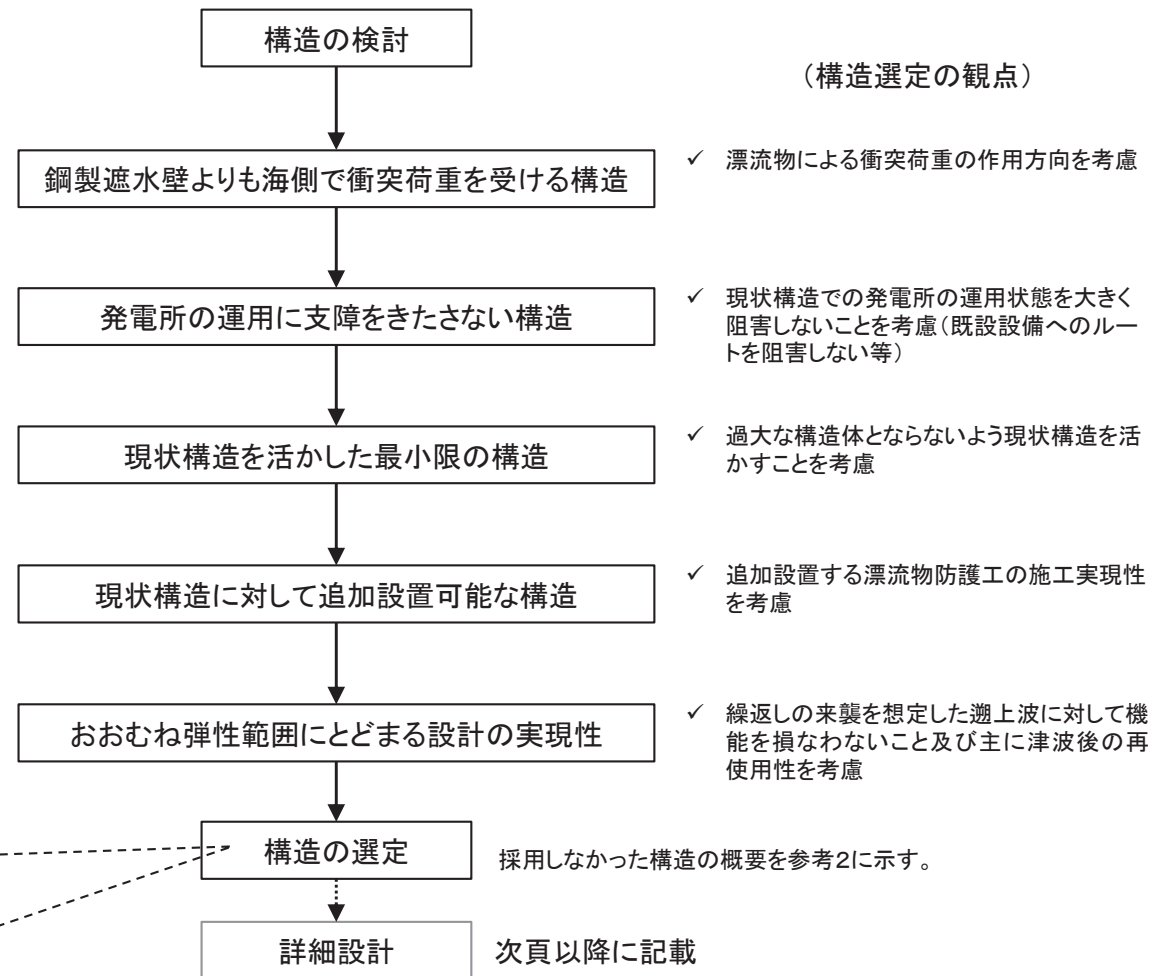 構造の検討
（構造選定の観点）
鋼製遮水壁よりも海側で衝突荷重を受ける構造
✓ 漂流物による衝突荷重の作用方向を考慮
発電所の運用に支障をきたさない構造
✓ 現状構造での発電所の運用状態を大きく
阻害しないことを考慮（既設設備へのルー
トを阻害しない等）
現状構造を活かした最小限の構造
✓ 過大な構造体とならないよう現状構造を活
かすことを考慮
現状構造に対して追加設置可能な構造
✓ 追加設置する漂流物防護工の施工実現性
を考慮
おおむね弾性範囲にとどまる設計の実現性
✓ 繰返しの来襲を想定した遡上波に対して機
能を損なわないこと及び主に津波後の再
使用性を考慮
構造の選定
採用しなかった構造の概要を参考２に示す。
詳細設計
次頁以降に記載